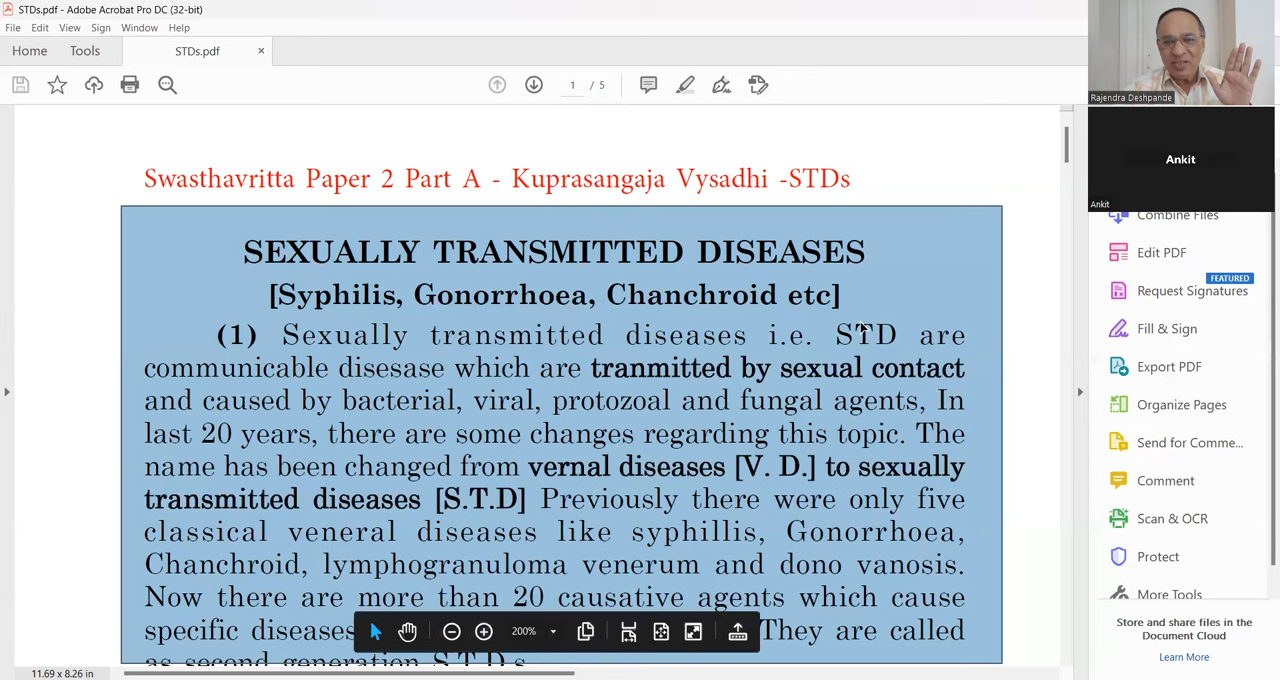 STDs.pdf - Adobe Acrobat Pro DC (32-bit)
File Edit View Sign Window Help
Home Tools STDs.pdf ×
1 / 5
Rajendra Deshpande
Ankit
Ankit
Swasthavritta Paper 2 Part A - Kuprasangaja Vysadhi -STDs
SEXUALLY TRANSMITTED DISEASES
[Syphilis, Gonorrhoea, Chanchroid etc]
(1) Sexually transmitted diseases i.e. STD are
communicable disesase which are tranmitted by sexual contact
and caused by bacterial, viral, protozoal and fungal agents, In
last 20 years, there are some changes regarding this topic. The
name has been changed from vernal diseases [V. D.] to sexually
transmitted diseases [S.T.D] Previously there were only five
classical veneral diseases like syphillis, Gonorrhoea,
Chanchroid, lymphogranuloma venerum and dono vanosis.
Now there are more than 20 causative agents which cause
specific diseases They are called
as second generation S.T.D.s
200%
11.69 x 8.26 in
Combine Files
Edit PDF
FEATURED
Request Signatures
Fill & Sign
Export PDF
Organize Pages
Send for Comme...
Comment
Scan & OCR
Protect
More Tools
Store and share files in the
Document Cloud
Learn More